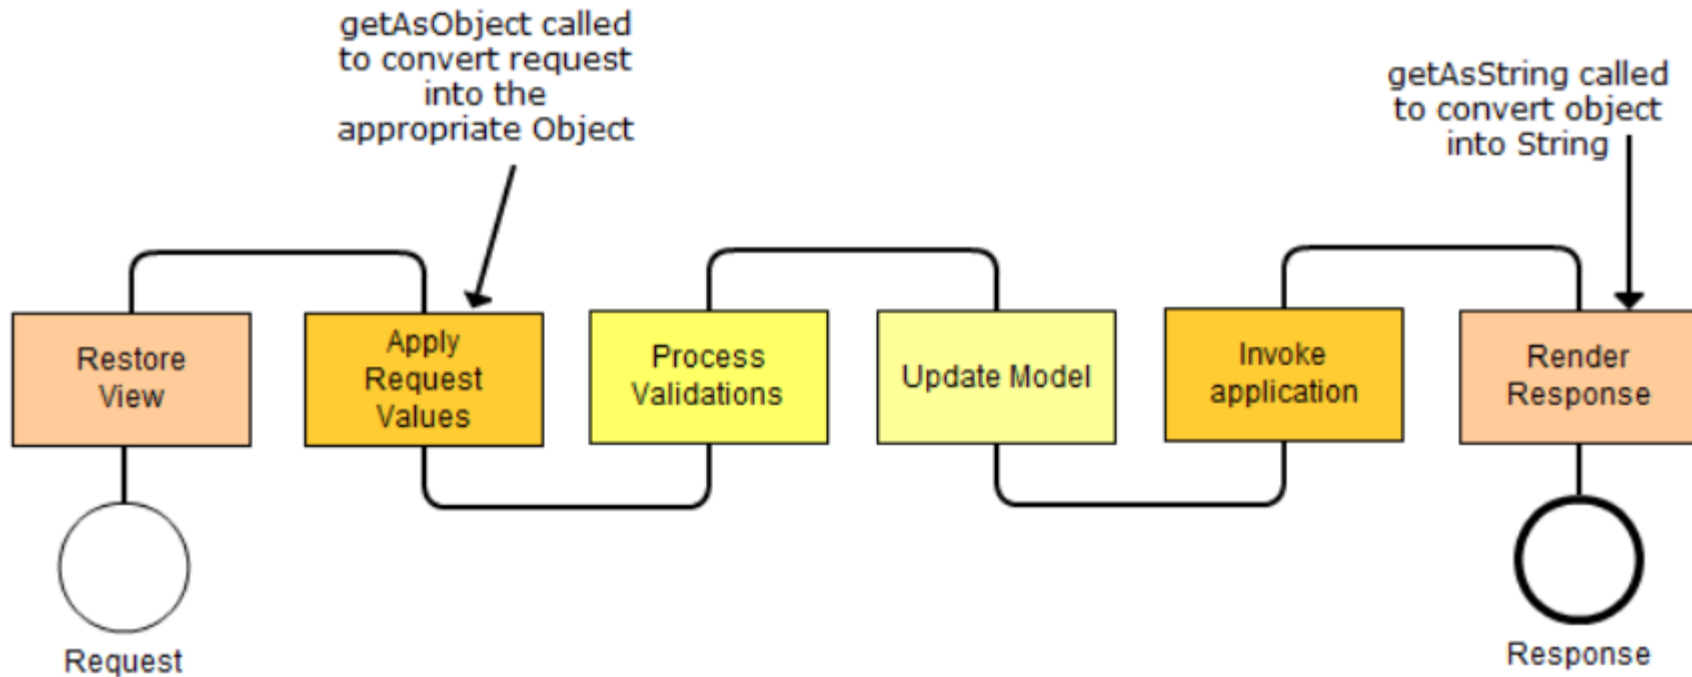 getAsObject called
to convert request
into the
appropriate Object
getAsString called
to convert object
into String
Restore
View
Apply
Request
Values
Process
Validations
Update Model
Invoke
application
Render
Response
Request
Response